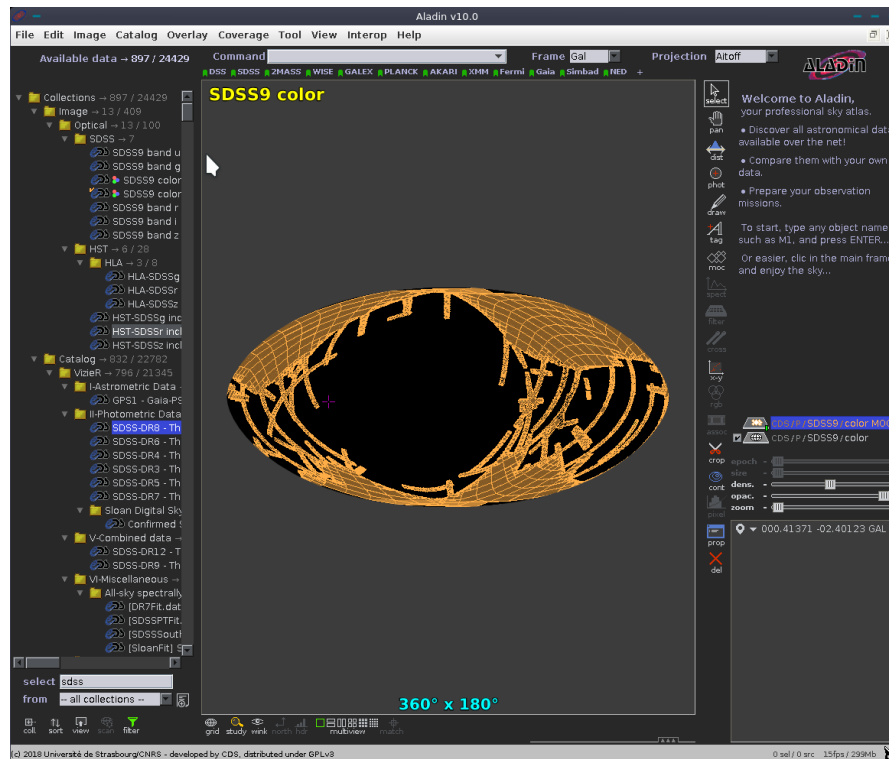 Aladin v10.0
File Edit Image Catalog Overlay Coverage Tool View Interop Help
Available data → 897 / 24429
Command
Frame Gal
Projection Aitoff
DSS SDSS 2MASS WISE GALEX PLANCK AKARI XMM Fermi Gaia Simbad NED +
ALADIN
SDSS9 color
Collections → 897 / 24429
Image → 13 / 409
Optical → 13 / 100
SDSS → 7
SDSS9 band u
SDSS9 band g
SDSS9 color
SDSS9 color
SDSS9 band r
SDSS9 band i
SDSS9 band z
HST → 6 / 28
HLA → 3 / 8
HLA-SDSSg
HLA-SDSSr
HLA-SDSSz
HST-SDSSg inc
HST-SDSSr incl
HST-SDSSz incl
Catalog → 832 / 22782
VizieR → 796 / 21345
I-Astrometric Data
GPS1 - Gaia-PS
II-Photometric Data
SDSS-DR8 - Th
SDSS-DR6 - Th
SDSS-DR4 - Th
SDSS-DR3 - Th
SDSS-DR5 - Th
SDSS-DR7 - Th
Sloan Digital Sky
Confirmed
V-Combined data →
SDSS-DR12 - T
SDSS-DR9 - Th
VI-Miscellaneous →
All-sky spectrally
[DR7Fit.dat
[SDSSPTFit.
[SDSSSouth
[SloanFit] S
select sdss
from -- all collections --
coll. sort view scan filter
360° x 180°
grid study wink north hdr multiview match
select
pan
dist
phot
draw
tag
moc
spect
filter
cross
x-y
rgb
assoc
crop
cont
pixel
prop
del
Welcome to Aladin,
your professional sky atlas.
• Discover all astronomical data
available over the net!
• Compare them with your own
data.
• Prepare your observation
missions.
To start, type any object name
such as M1, and press ENTER...
Or easier, clic in the main frame
and enjoy the sky...
CDS/P/SDSS9/color MOC
CDS/P/SDSS9/color
epoch
size
dens.
opac.
zoom
000.41371 -02.40123 GAL
(c) 2018 Université de Strasbourg/CNRS - developed by CDS, distributed under GPLv3
0 sel / 0 src 15fps / 299Mb